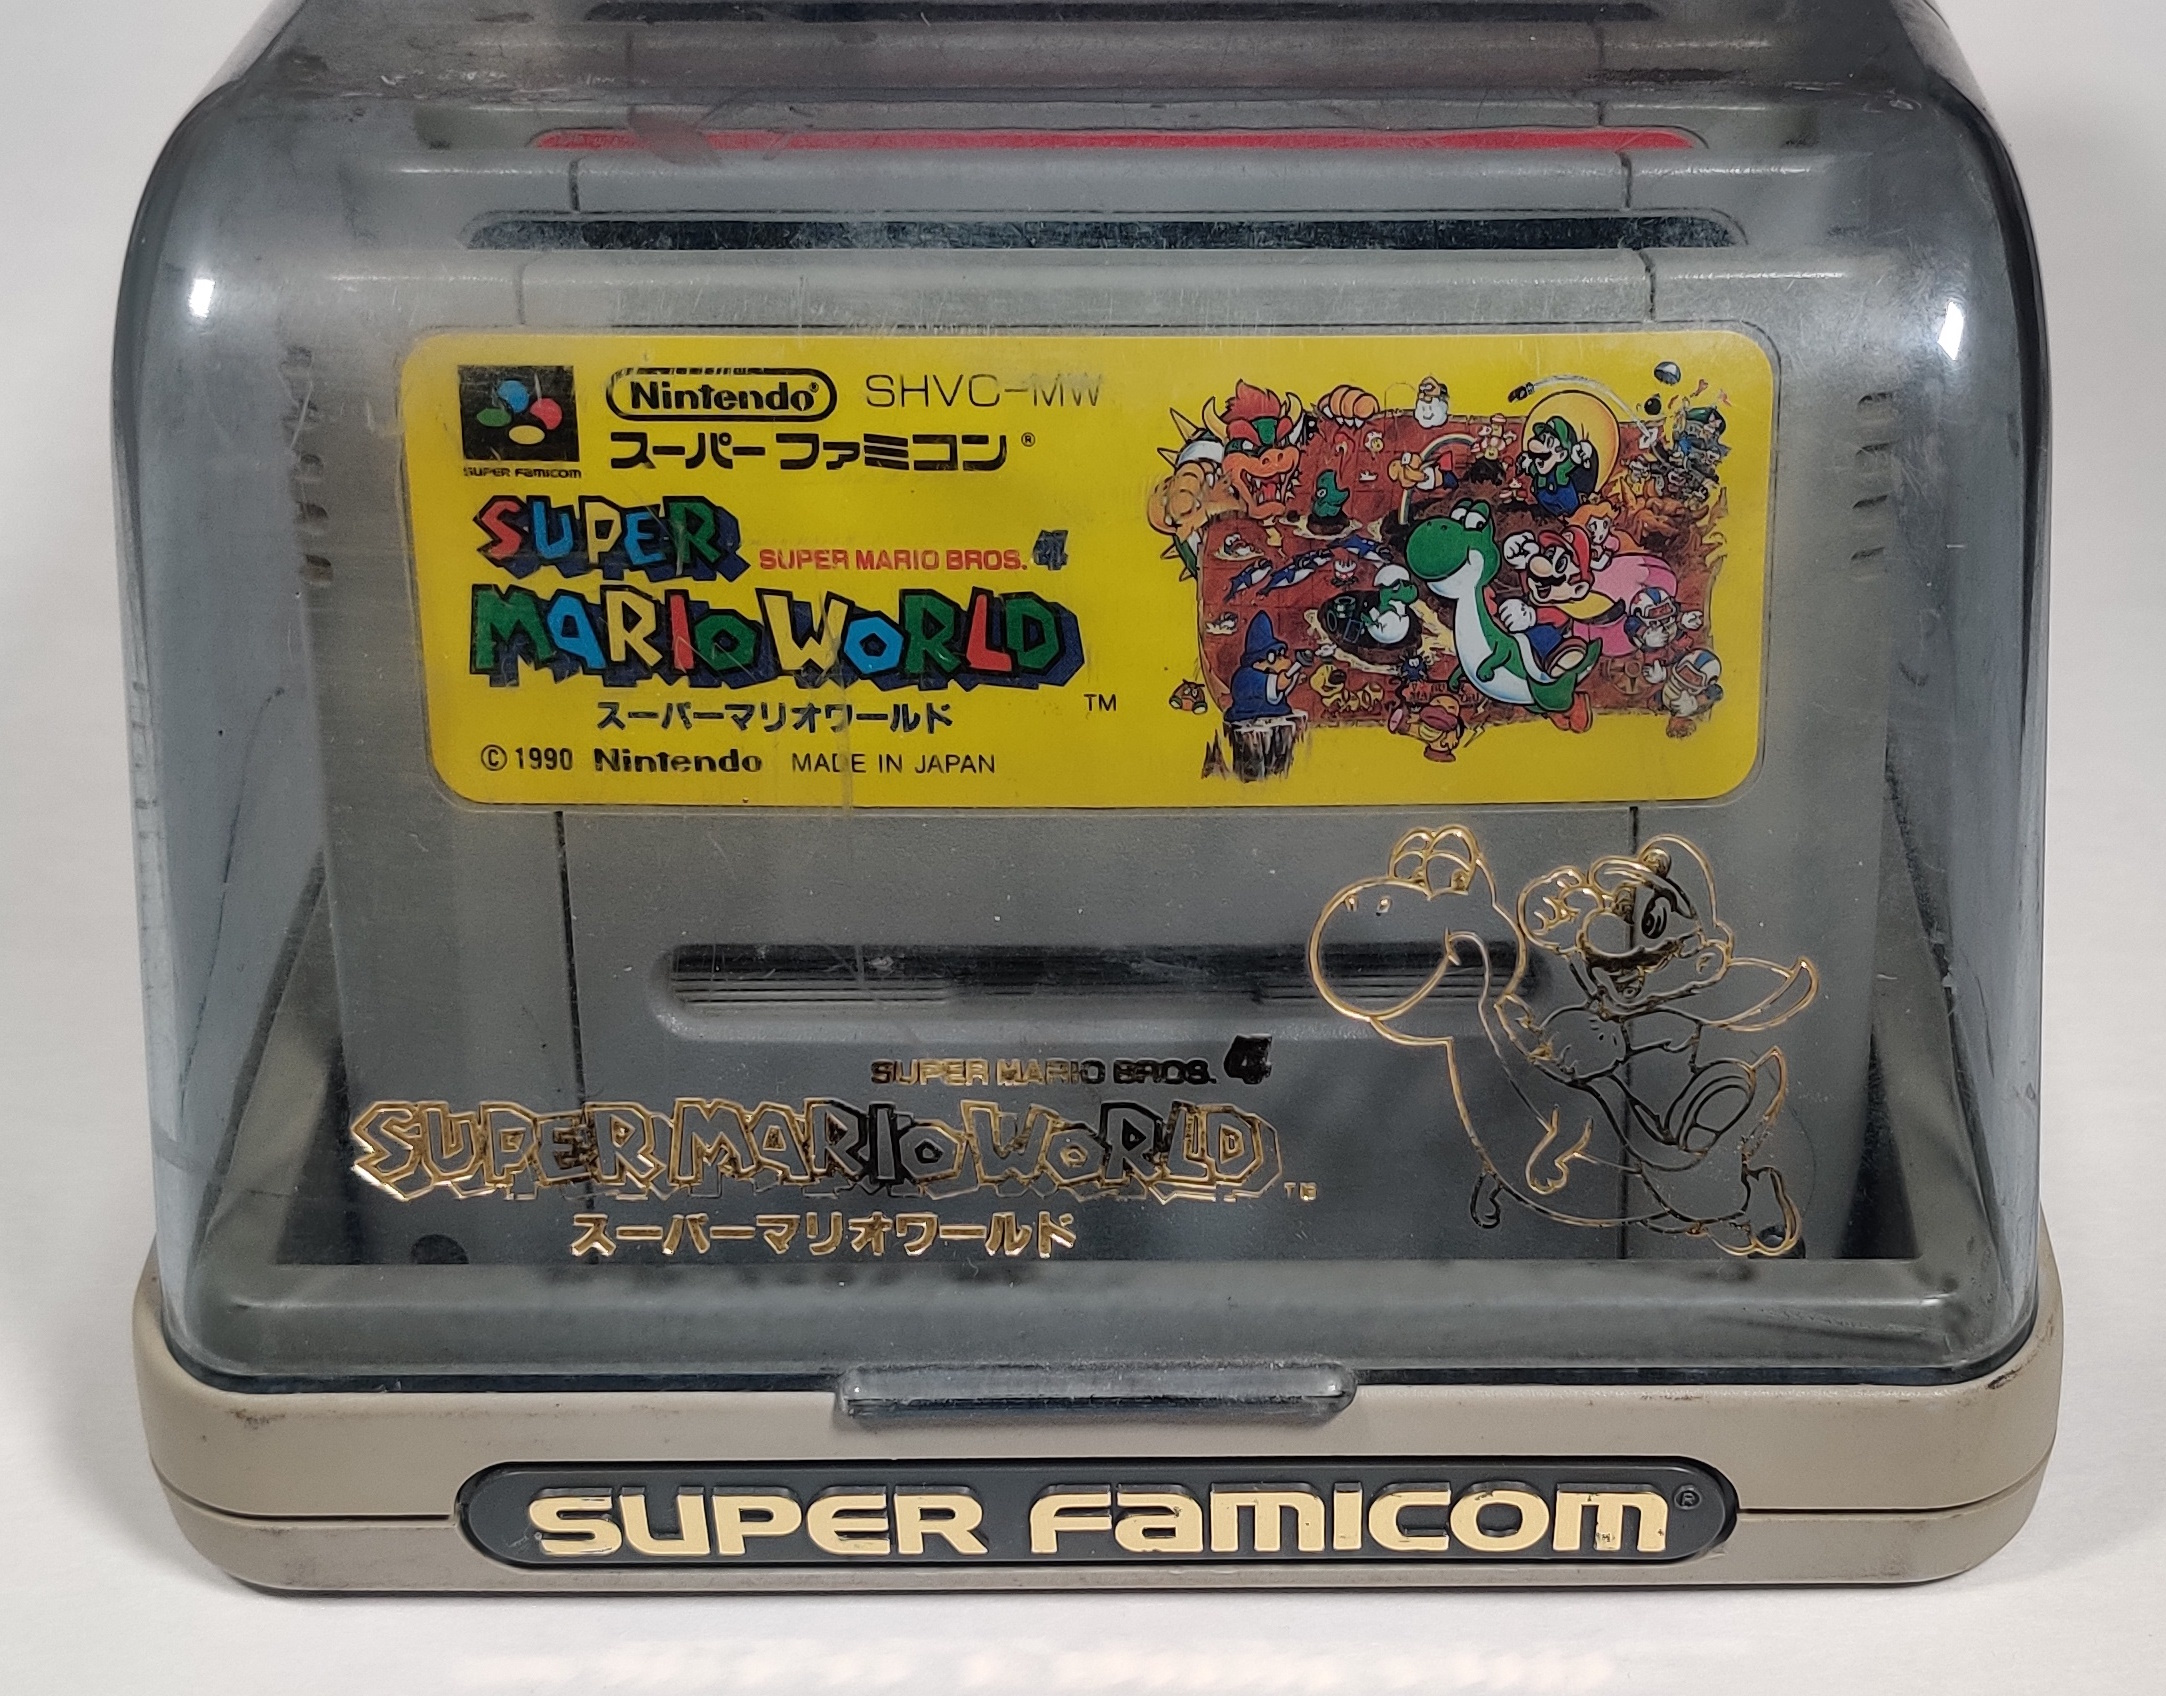 Nintendo® SHVC-MW
SUPER FAMICOM
スーパーファミコン®
SUPER
SUPER MARIO BROS. 4
MARIO WORLD
TM
スーパーマリオワールド
© 1990 Nintendo MADE IN JAPAN
SUPER MARIO BROS. 4
SUPER MARIO WORLD TM
スーパーマリオワールド
SUPER FAMICOM®